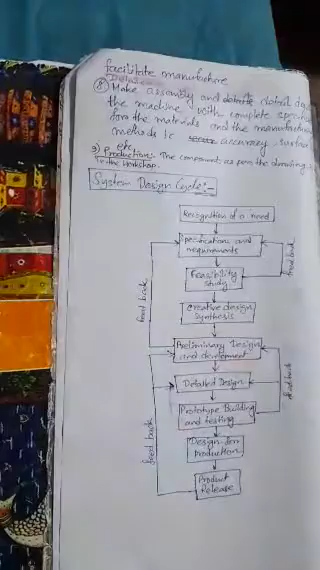 facilitate manufacture
⑧ Make assembly and detail
the machine with complete
for the materials and the manufacturing
methods ic accuracy, surface
etc.
9) Productions. The component as per the drawing
in the workshop.
System Design Cycle:-
Recognition of a need
Specifications and
requirements
feed back
Feasibility
study
feed back
creative design
synthesis
Preliminary Design
and development
Detailed Design
feed back
Prototype Building
and testing
feed back
Design for
production
Product
Release